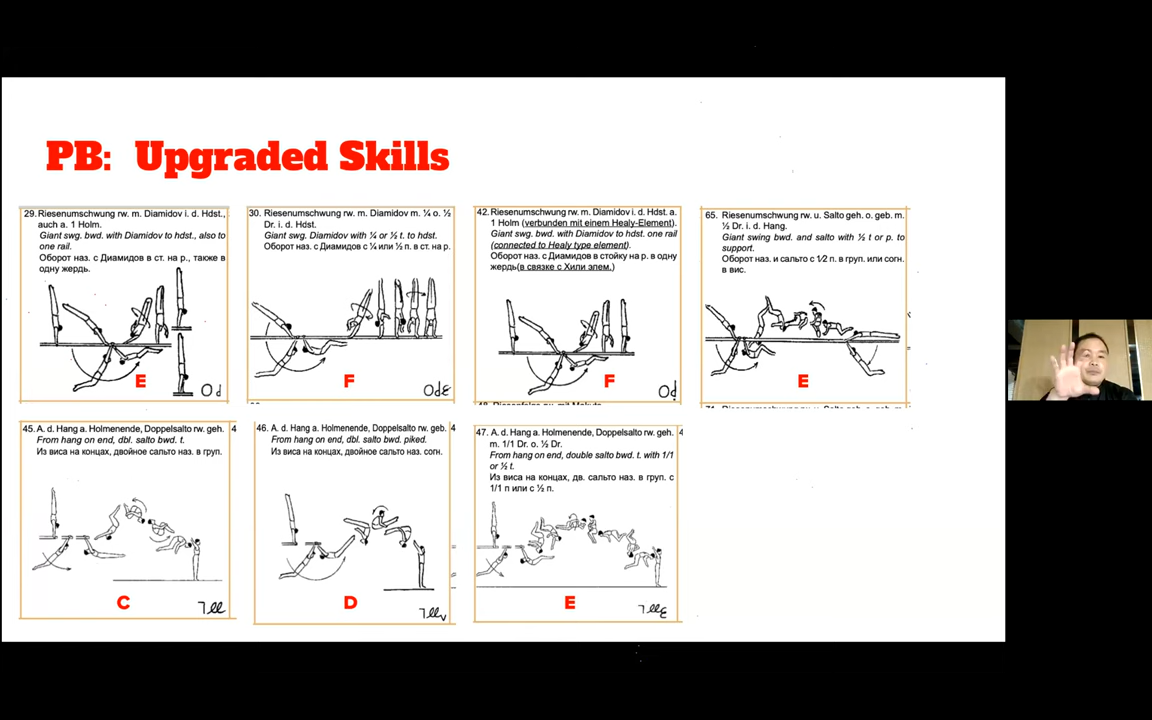 PB: Upgraded Skills
29. Riesenumschwung rw. m. Diamidov i. d. Hdst.,
auch a. 1 Holm.
Giant swg. bwd. with Diamidov to hdst., also to
one rail.
Оборот наз. с Диамидов в ст. на р., также в
одну жердь.
E
30. Riesenumschwung rw. m. Diamidov m. ¼ o. ½
Dr. i. d. Hdst.
Giant swg. Diamidov with ¼ or ½ t. to hdst.
Оборот наз. с Диамидов с ¼ или ½ п. в ст. на р.
F
42. Riesenumschwung rw. m. Diamidov i. d. Hdst. a.
1 Holm (verbunden mit einem Healy-Element).
Giant swg. bwd. with Diamidov to hdst. one rail
(connected to Healy type element).
Оборот наз. с Диамидов в стойку на р. в одну
жердь(в связке с Хили элем.)
F
65. Riesenumschwung rw. u. Salto geh. o. geb. m.
½ Dr. i. d. Hang.
Giant swing bwd. and salto with ½ t or p. to
support.
Оборот наз. и сальто с 1⁄2 п. в груп. или согн.
в вис.
E
45. A. d. Hang a. Holmenende, Doppelsalto rw. geh.
From hang on end, dbl. salto bwd. t.
Из виса на концах, двойное сальто наз. в груп.
4
C
46. A. d. Hang a. Holmenende, Doppelsalto rw. geb.
From hang on end, dbl. salto bwd. piked.
Из виса на концах, двойное сальто наз. согн.
4
D
47. A. d. Hang a. Holmenende, Doppelsalto rw. geh.
m. 1/1 Dr. o. ½ Dr.
From hang on end, double salto bwd. t. with 1/1
or ½ t.
Из виса на концах, дв. сальто наз. в груп. с
1/1 п или с ½ п.
4
E